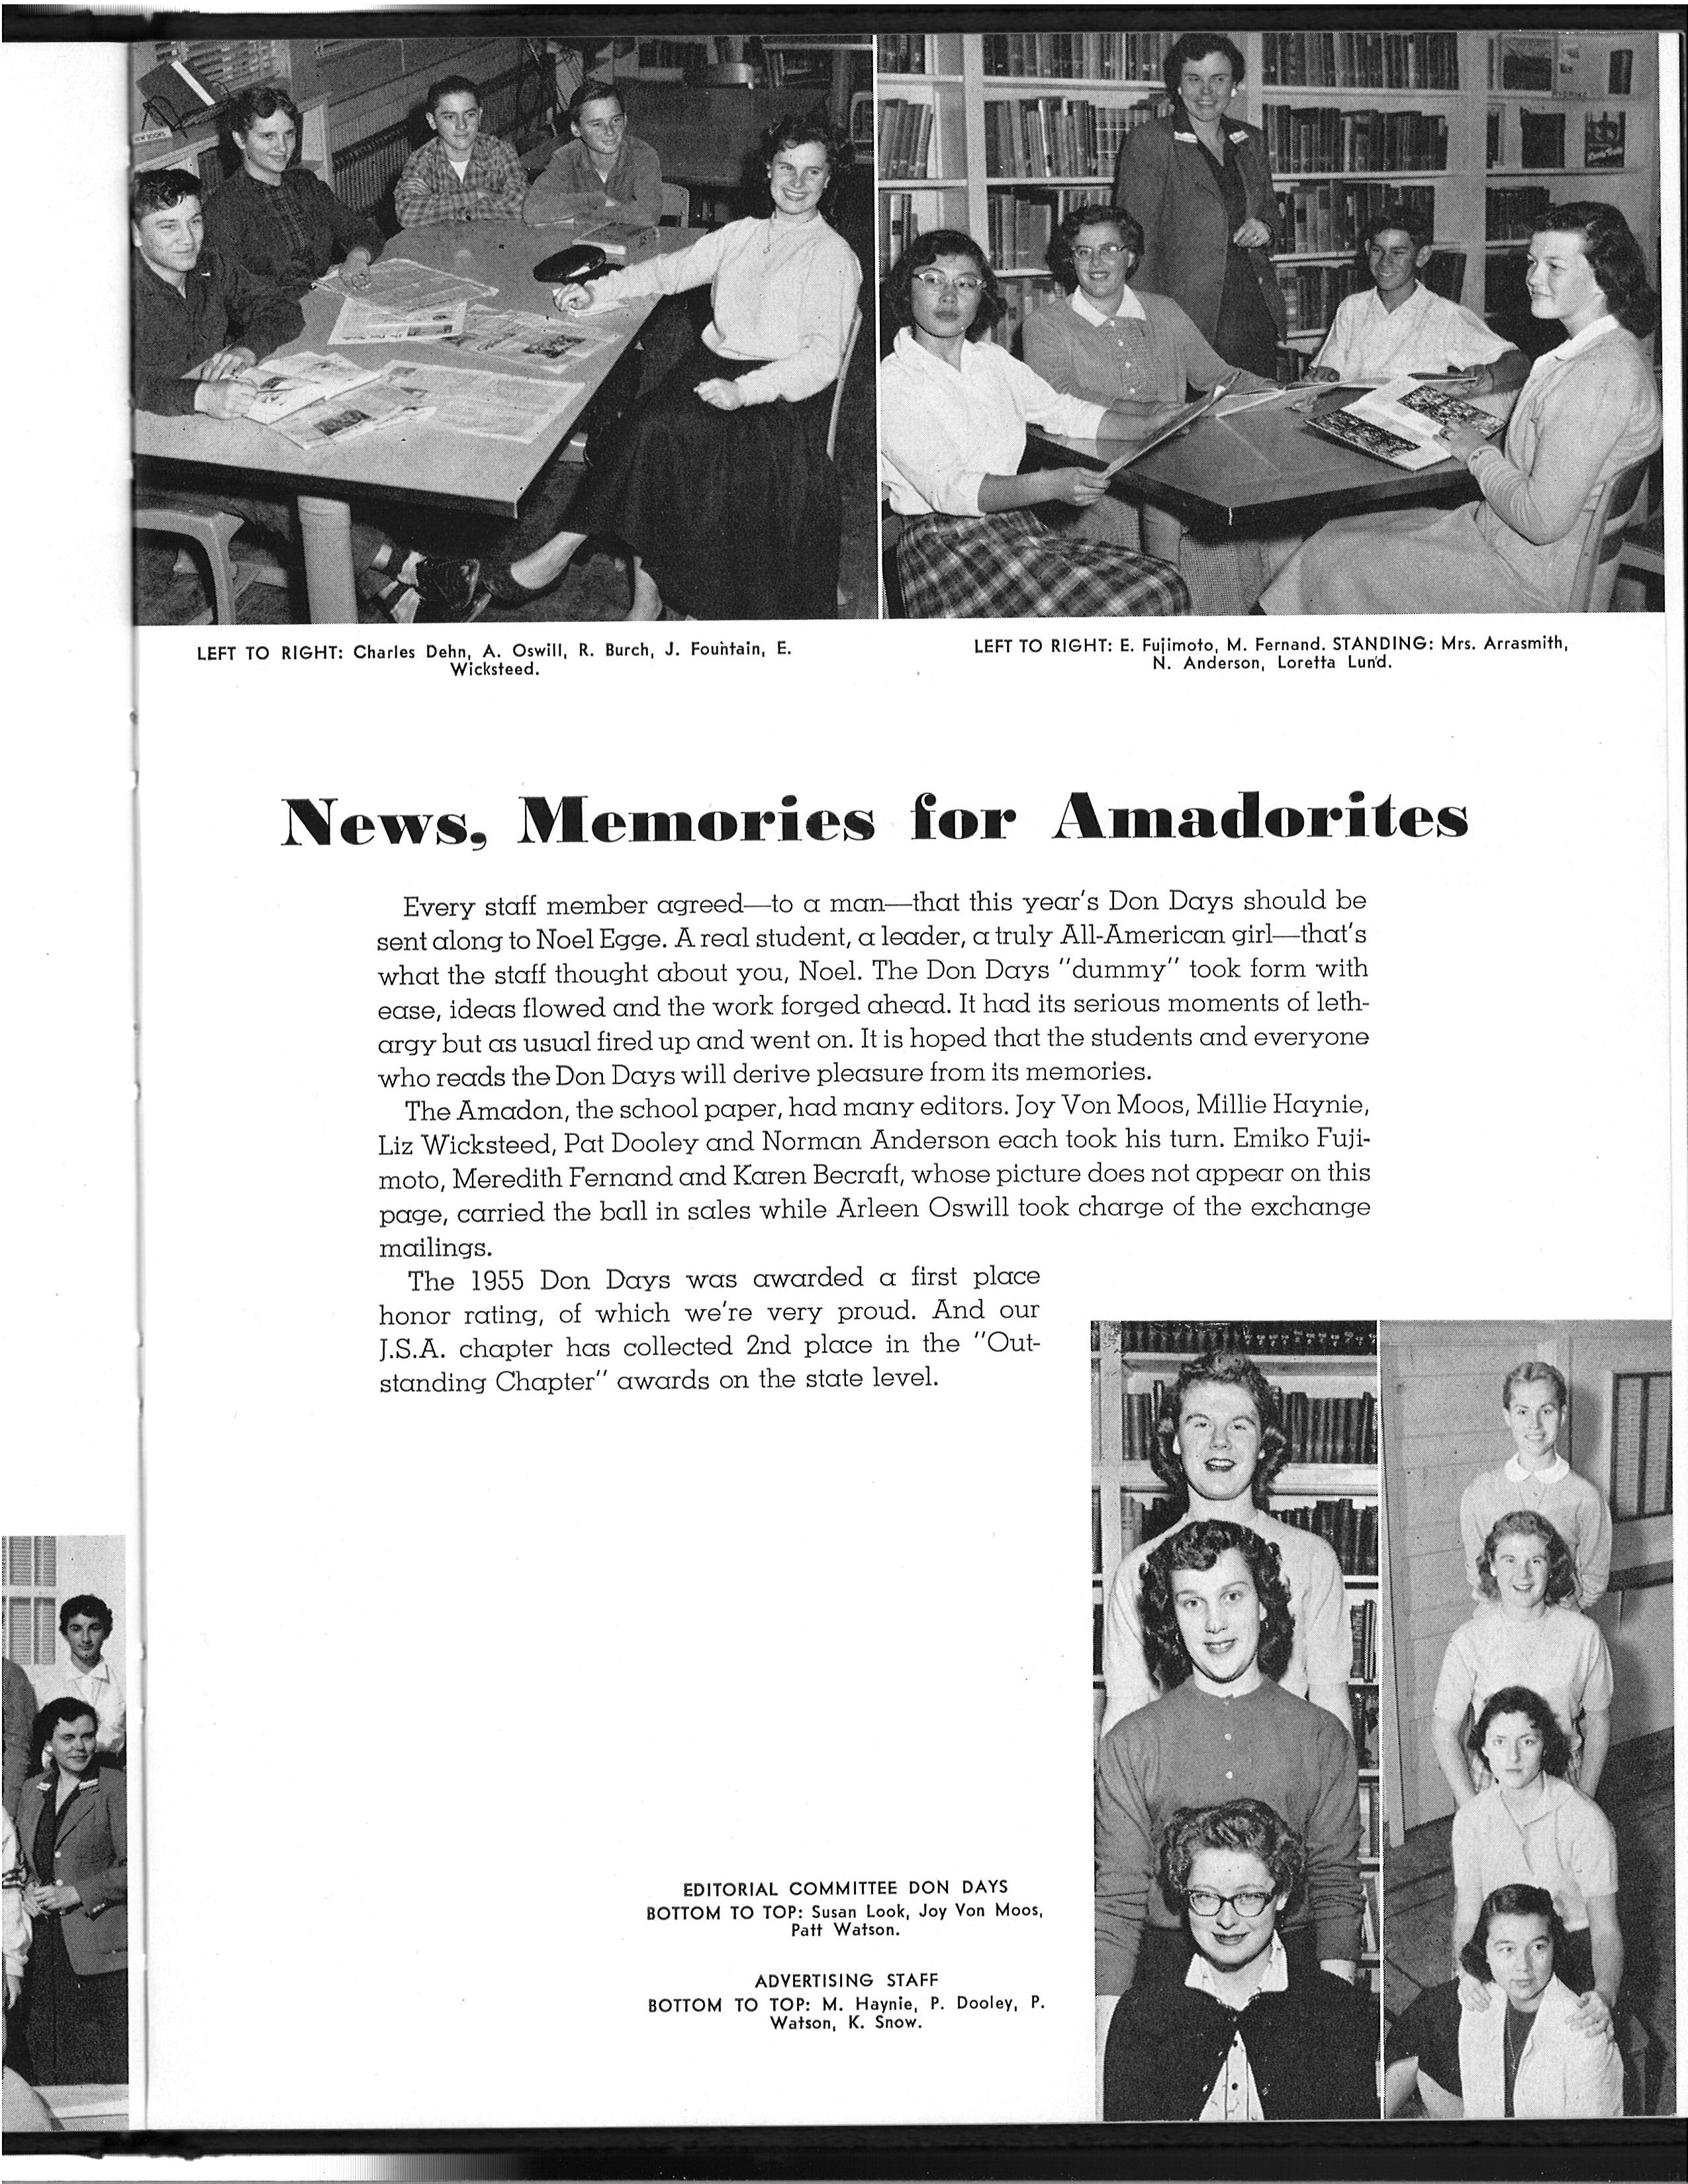 NEW BOOKS
LEFT TO RIGHT: Charles Dehn, A. Oswill, R. Burch, J. Fountain, E.
Wicksteed.
LEFT TO RIGHT: E. Fujimoto, M. Fernand. STANDING: Mrs. Arrasmith,
N. Anderson, Loretta Lund.
News, Memories for Amadorites
Every staff member agreed—to a man—that this year's Don Days should be
sent along to Noel Egge. A real student, a leader, a truly All-American girl—that's
what the staff thought about you, Noel. The Don Days "dummy" took form with
ease, ideas flowed and the work forged ahead. It had its serious moments of leth-
argy but as usual fired up and went on. It is hoped that the students and everyone
who reads the Don Days will derive pleasure from its memories.
The Amadon, the school paper, had many editors. Joy Von Moos, Millie Haynie,
Liz Wicksteed, Pat Dooley and Norman Anderson each took his turn. Emiko Fuji-
moto, Meredith Fernand and Karen Becraft, whose picture does not appear on this
page, carried the ball in sales while Arleen Oswill took charge of the exchange
mailings.
The 1955 Don Days was awarded a first place
honor rating, of which we're very proud. And our
J.S.A. chapter has collected 2nd place in the "Out-
standing Chapter" awards on the state level.
EDITORIAL COMMITTEE DON DAYS
BOTTOM TO TOP: Susan Look, Joy Von Moos,
Patt Watson.
ADVERTISING STAFF
BOTTOM TO TOP: M. Haynie, P. Dooley, P.
Watson, K. Snow.